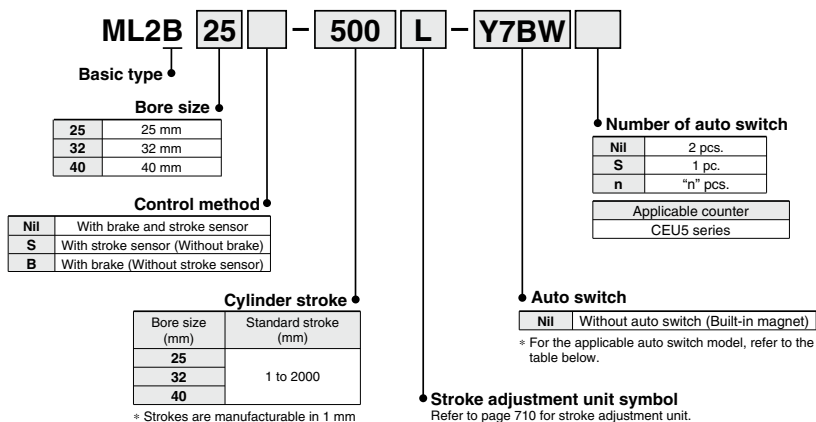 ML2B 25 – 500 L – Y7BW
Basic type
Bore size
25 25 mm
32 32 mm
40 40 mm
Control method
Nil With brake and stroke sensor
S With stroke sensor (Without brake)
B With brake (Without stroke sensor)
Cylinder stroke
Bore size (mm) Standard stroke (mm)
25
32 1 to 2000
40
* Strokes are manufacturable in 1 mm
Number of auto switch
Nil 2 pcs.
S 1 pc.
n “n” pcs.
Applicable counter
CEU5 series
Auto switch
Nil Without auto switch (Built-in magnet)
* For the applicable auto switch model, refer to the
table below.
Stroke adjustment unit symbol
Refer to page 710 for stroke adjustment unit.